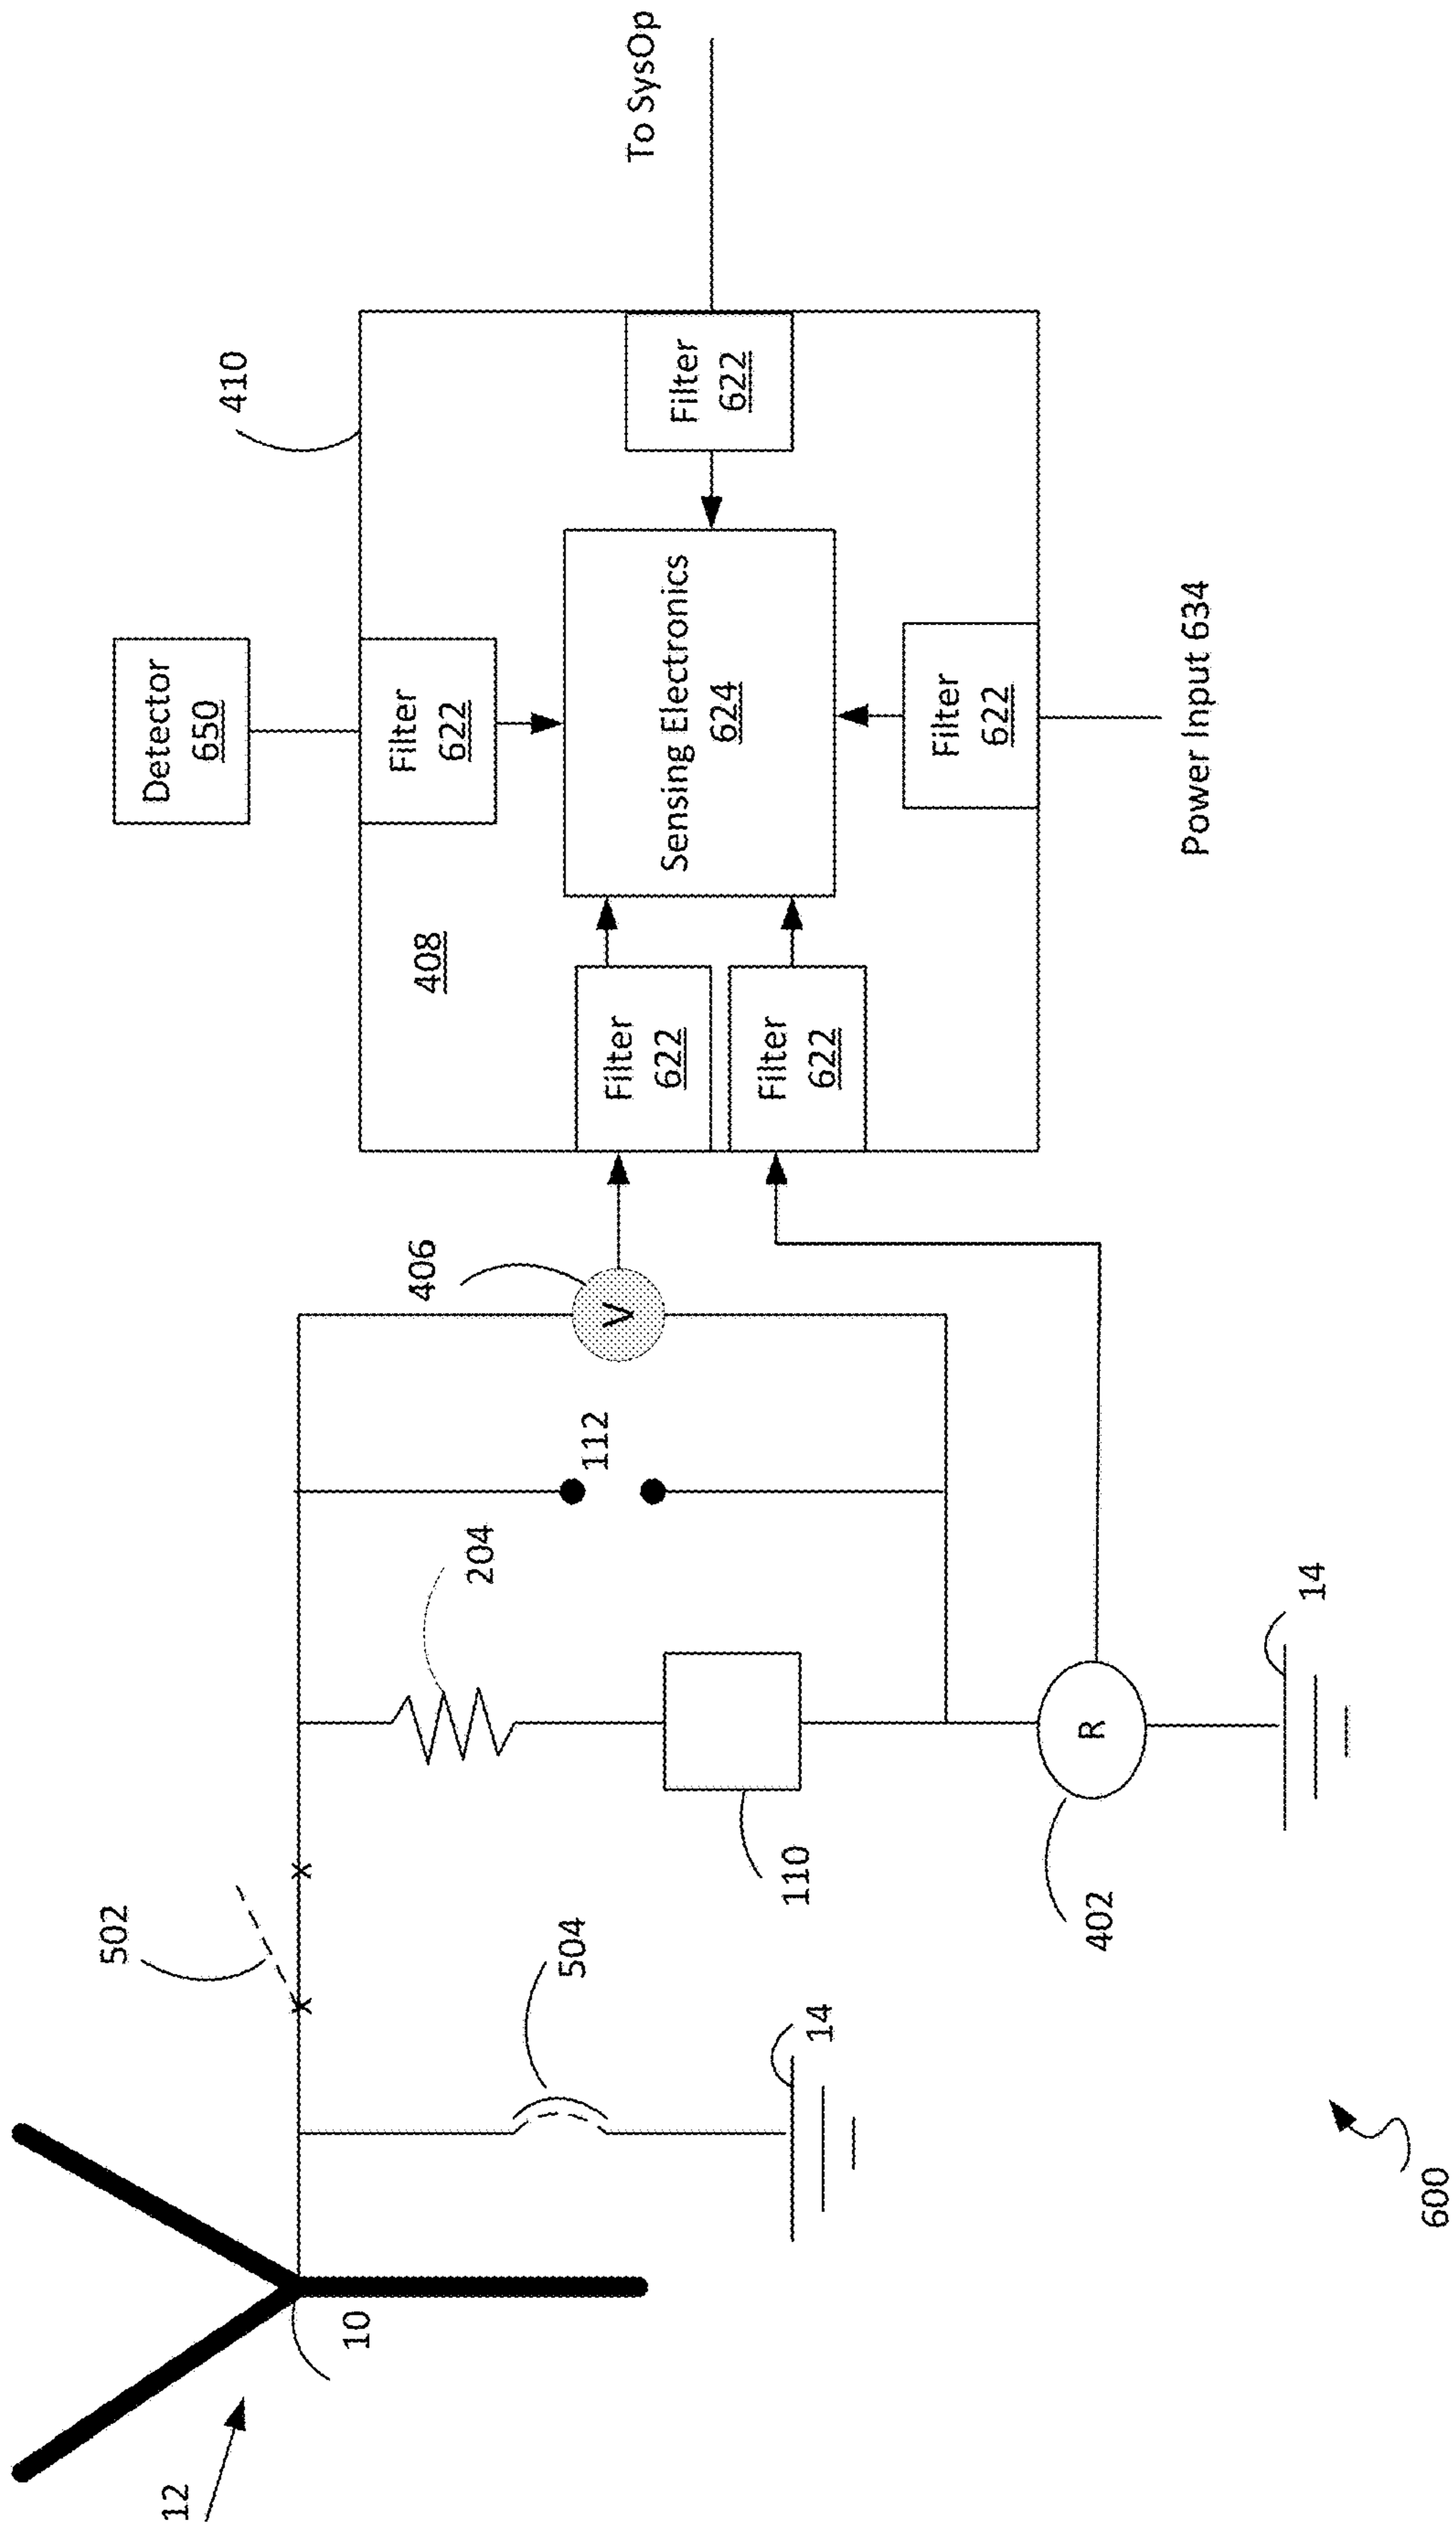 12
10
502
504
14
204
110
402
14
112
406
V
R
410
408
Detector
650
Filter
622
Filter
622
Filter
622
Sensing Electronics
624
Filter
622
Filter
622
To SysOp
Power Input 634
600
x
x